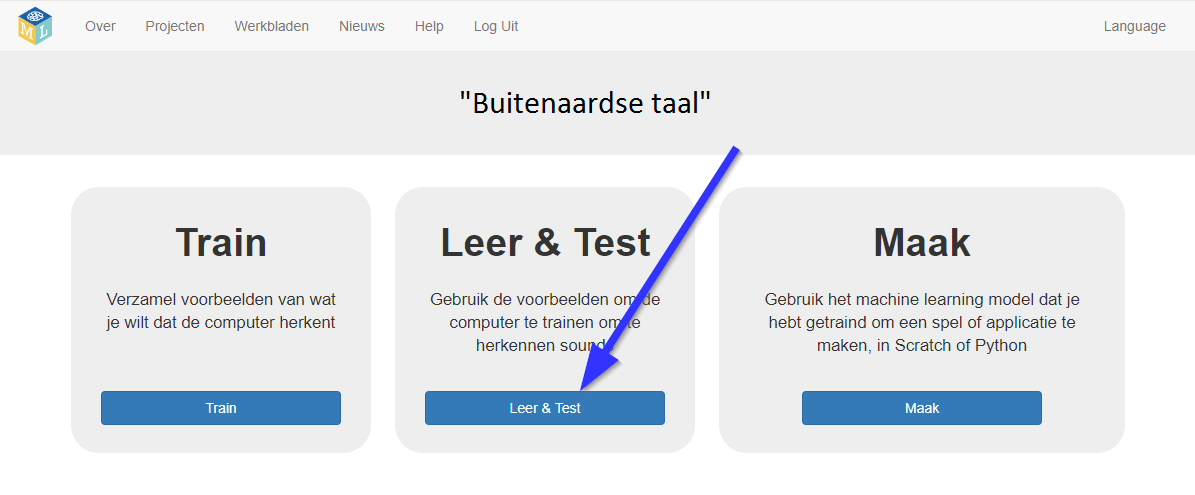 M L
Over Projecten Werkbladen Nieuws Help Log Uit Language
"Buitenaardse taal"
Train
Verzamel voorbeelden van wat
je wilt dat de computer herkent
Train
Leer & Test
Gebruik de voorbeelden om de
computer te trainen om te
herkennen sounds
Leer & Test
Maak
Gebruik het machine learning model dat je
hebt getraind om een spel of applicatie te
maken, in Scratch of Python
Maak